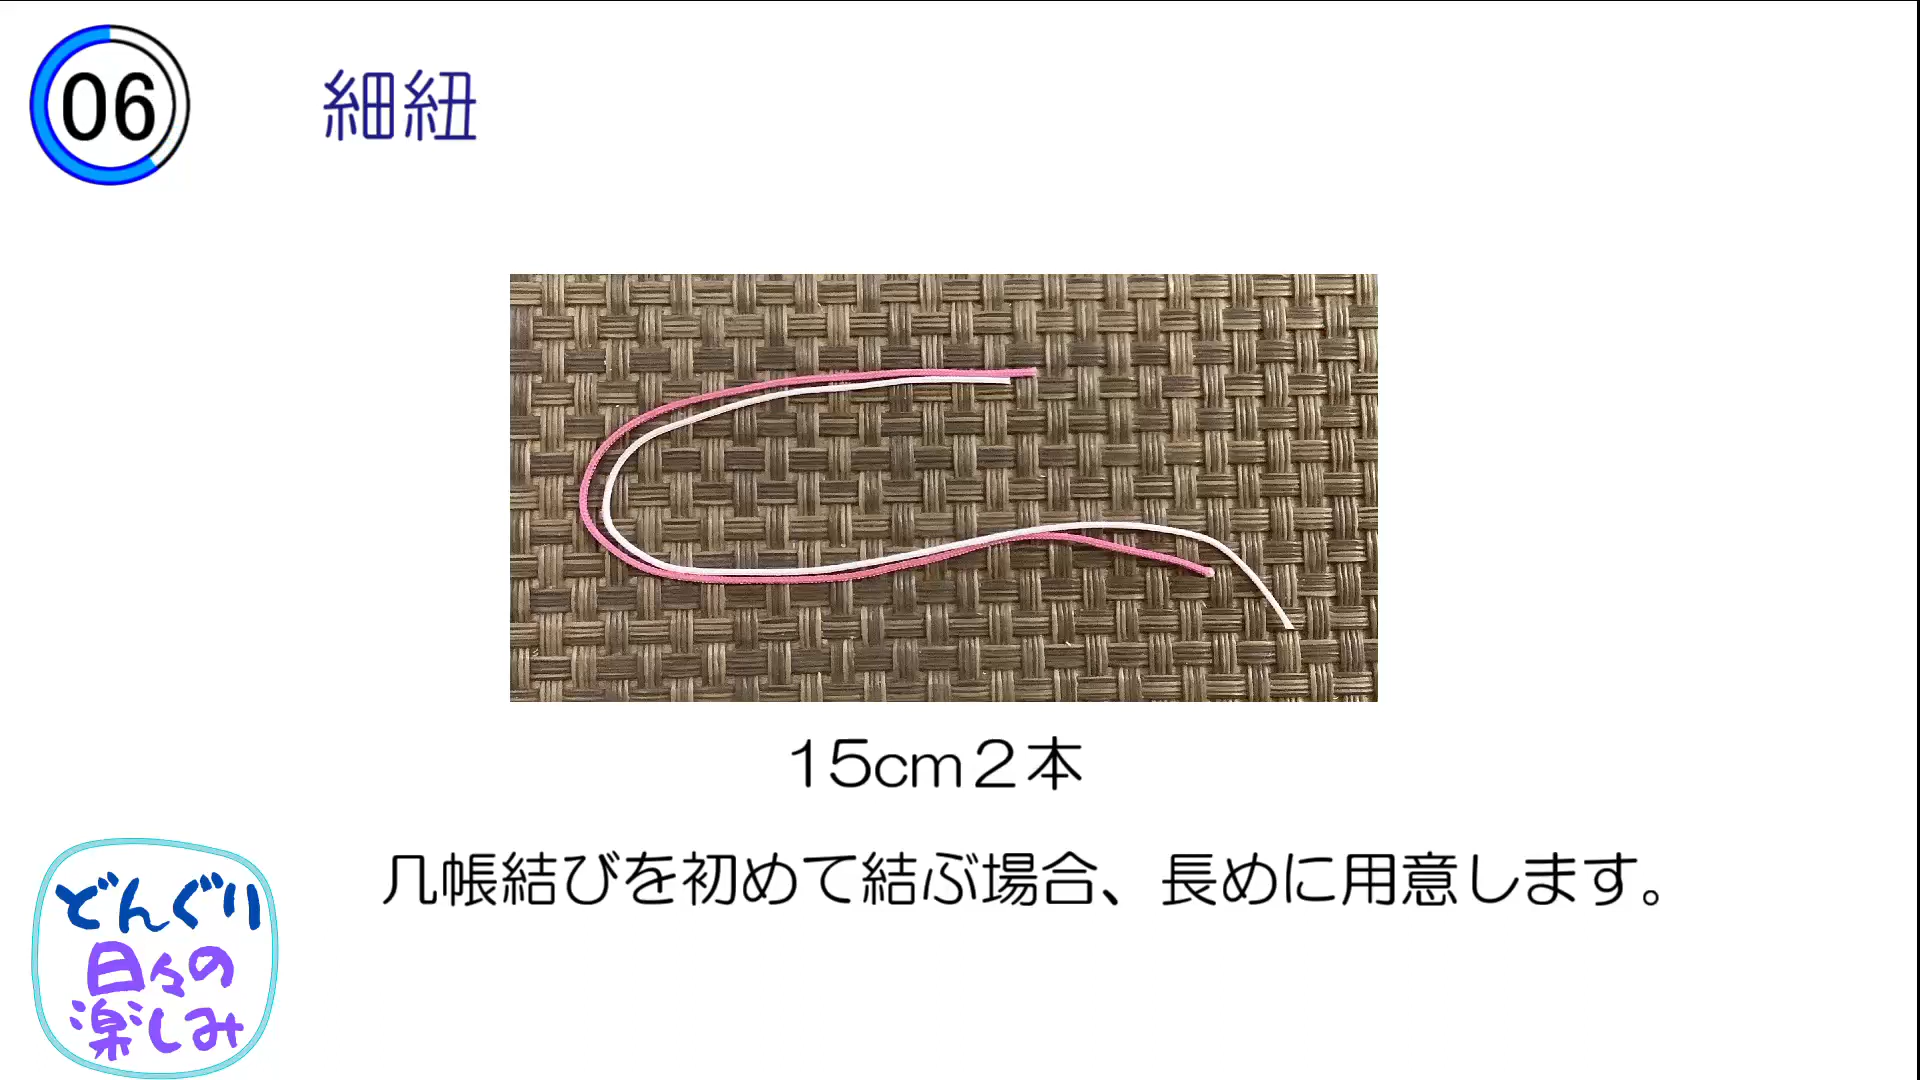 06
細紐
15cm２本
几帳結びを初めて結ぶ場合、長めに用意します。
どんぐり
日々の
楽しみ